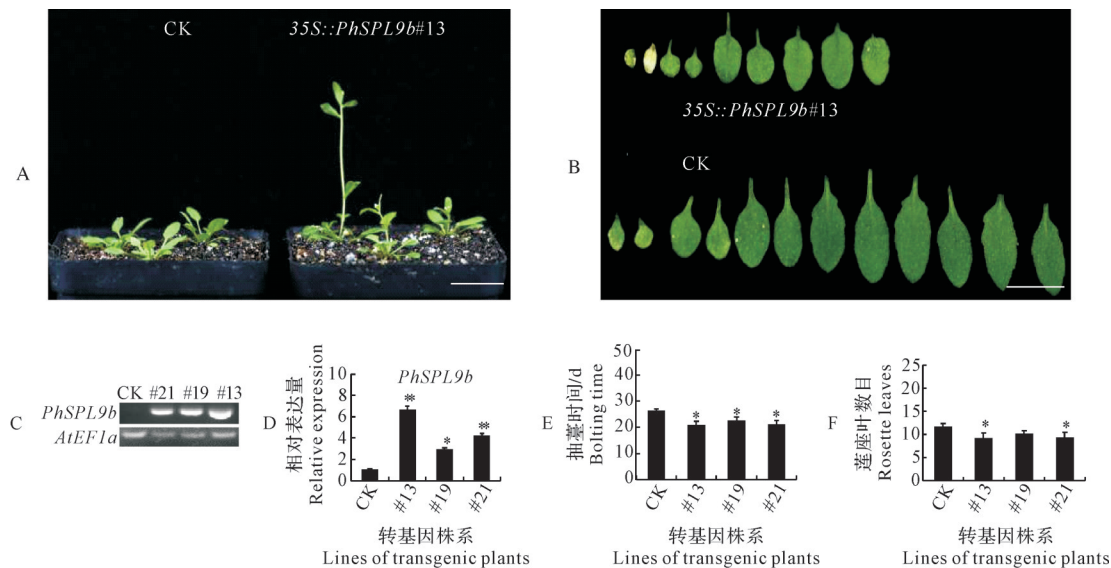 CK 35S::PhSPL9b#13
A
35S::PhSPL9b#13
CK
B
C
CK #21 #19 #13
PhSPL9b
AtEF1a
D
相对表达量
Relative expression
10
8
6
4
2
0
PhSPL9b
** * **
CK #13 #19 #21
转基因株系
Lines of transgenic plants
E
抽薹时间/d
Bolting time
50
40
30
20
10
0
* * *
CK #13 #19 #21
转基因株系
Lines of transgenic plants
F
莲座叶数目
Rosette leaves
25
20
15
10
5
0
* *
CK #13 #19 #21
转基因株系
Lines of transgenic plants